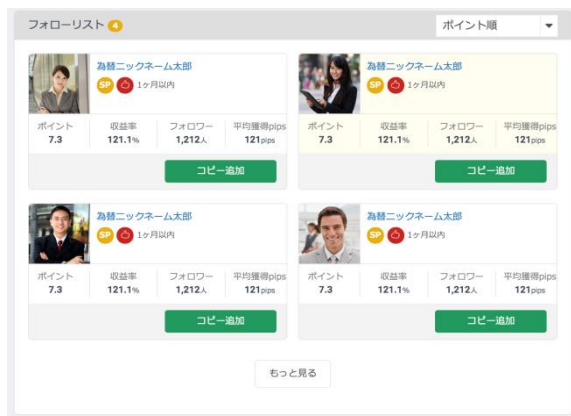 フォローリスト 4
ポイント順
為替ニックネーム太郎
SP 1ヶ月以内
ポイント 収益率 フォロワー 平均獲得pips
7.3 121.1% 1,212人 121pips
コピー追加
為替ニックネーム太郎
SP 1ヶ月以内
ポイント 収益率 フォロワー 平均獲得pips
7.3 121.1% 1,212人 121pips
コピー追加
為替ニックネーム太郎
SP 1ヶ月以内
ポイント 収益率 フォロワー 平均獲得pips
7.3 121.1% 1,212人 121pips
コピー追加
為替ニックネーム太郎
SP 1ヶ月以内
ポイント 収益率 フォロワー 平均獲得pips
7.3 121.1% 1,212人 121pips
コピー追加
もっと見る